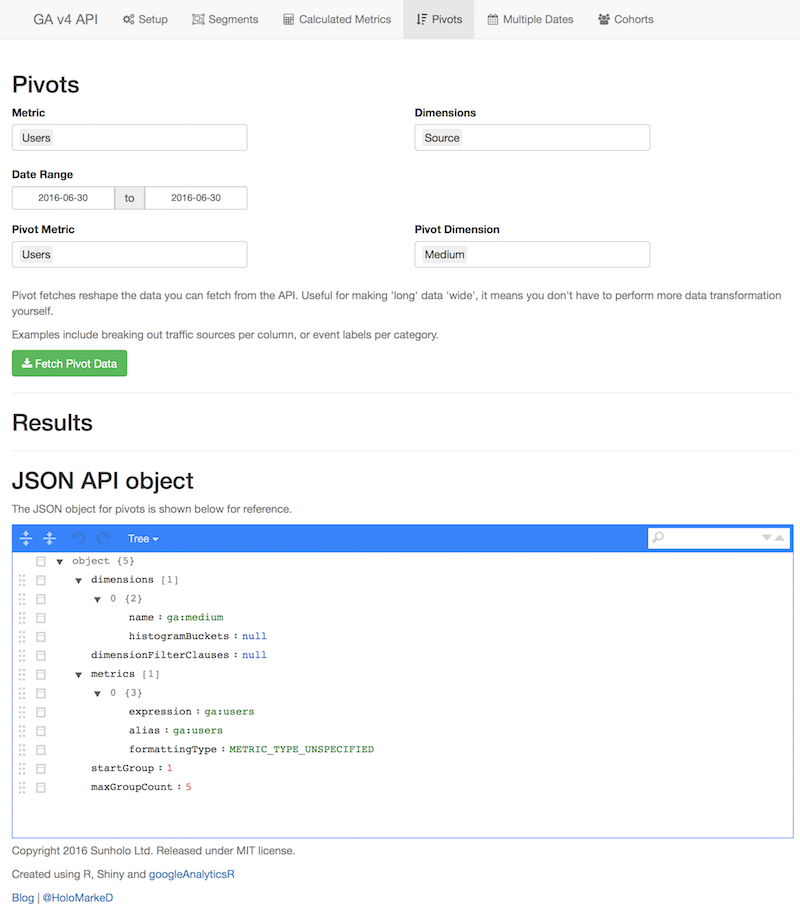 GA v4 API Setup Segments Calculated Metrics Pivots Multiple Dates Cohorts
Pivots
Metric Dimensions
Users Source
Date Range
2016-06-30 to 2016-06-30
Pivot Metric Pivot Dimension
Users Medium
Pivot fetches reshape the data you can fetch from the API. Useful for making 'long' data 'wide', it means you don't have to perform more data transformation
yourself.
Examples include breaking out traffic sources per column, or event labels per category.
Fetch Pivot Data
Results
JSON API object
The JSON object for pivots is shown below for reference.
Tree
object {5}
dimensions [1]
0 {2}
name : ga:medium
histogramBuckets : null
dimensionFilterClauses : null
metrics [1]
0 {3}
expression : ga:users
alias : ga:users
formattingType : METRIC_TYPE_UNSPECIFIED
startGroup : 1
maxGroupCount : 5
Copyright 2016 Sunholo Ltd. Released under MIT license.
Created using R, Shiny and googleAnalyticsR
Blog | @HoloMarkeD